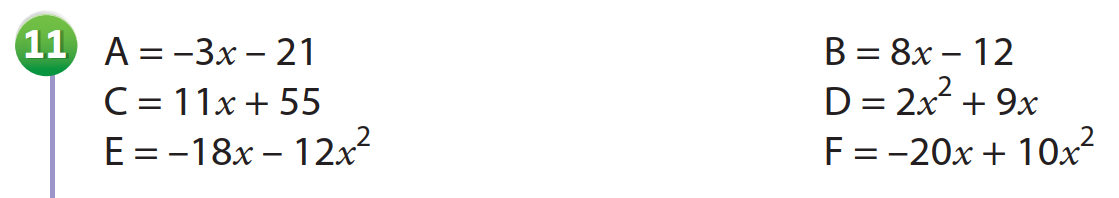 11 A = –3x – 21 B = 8x – 12
C = 11x + 55 D = 2x² + 9x
E = –18x – 12x² F = –20x + 10x²